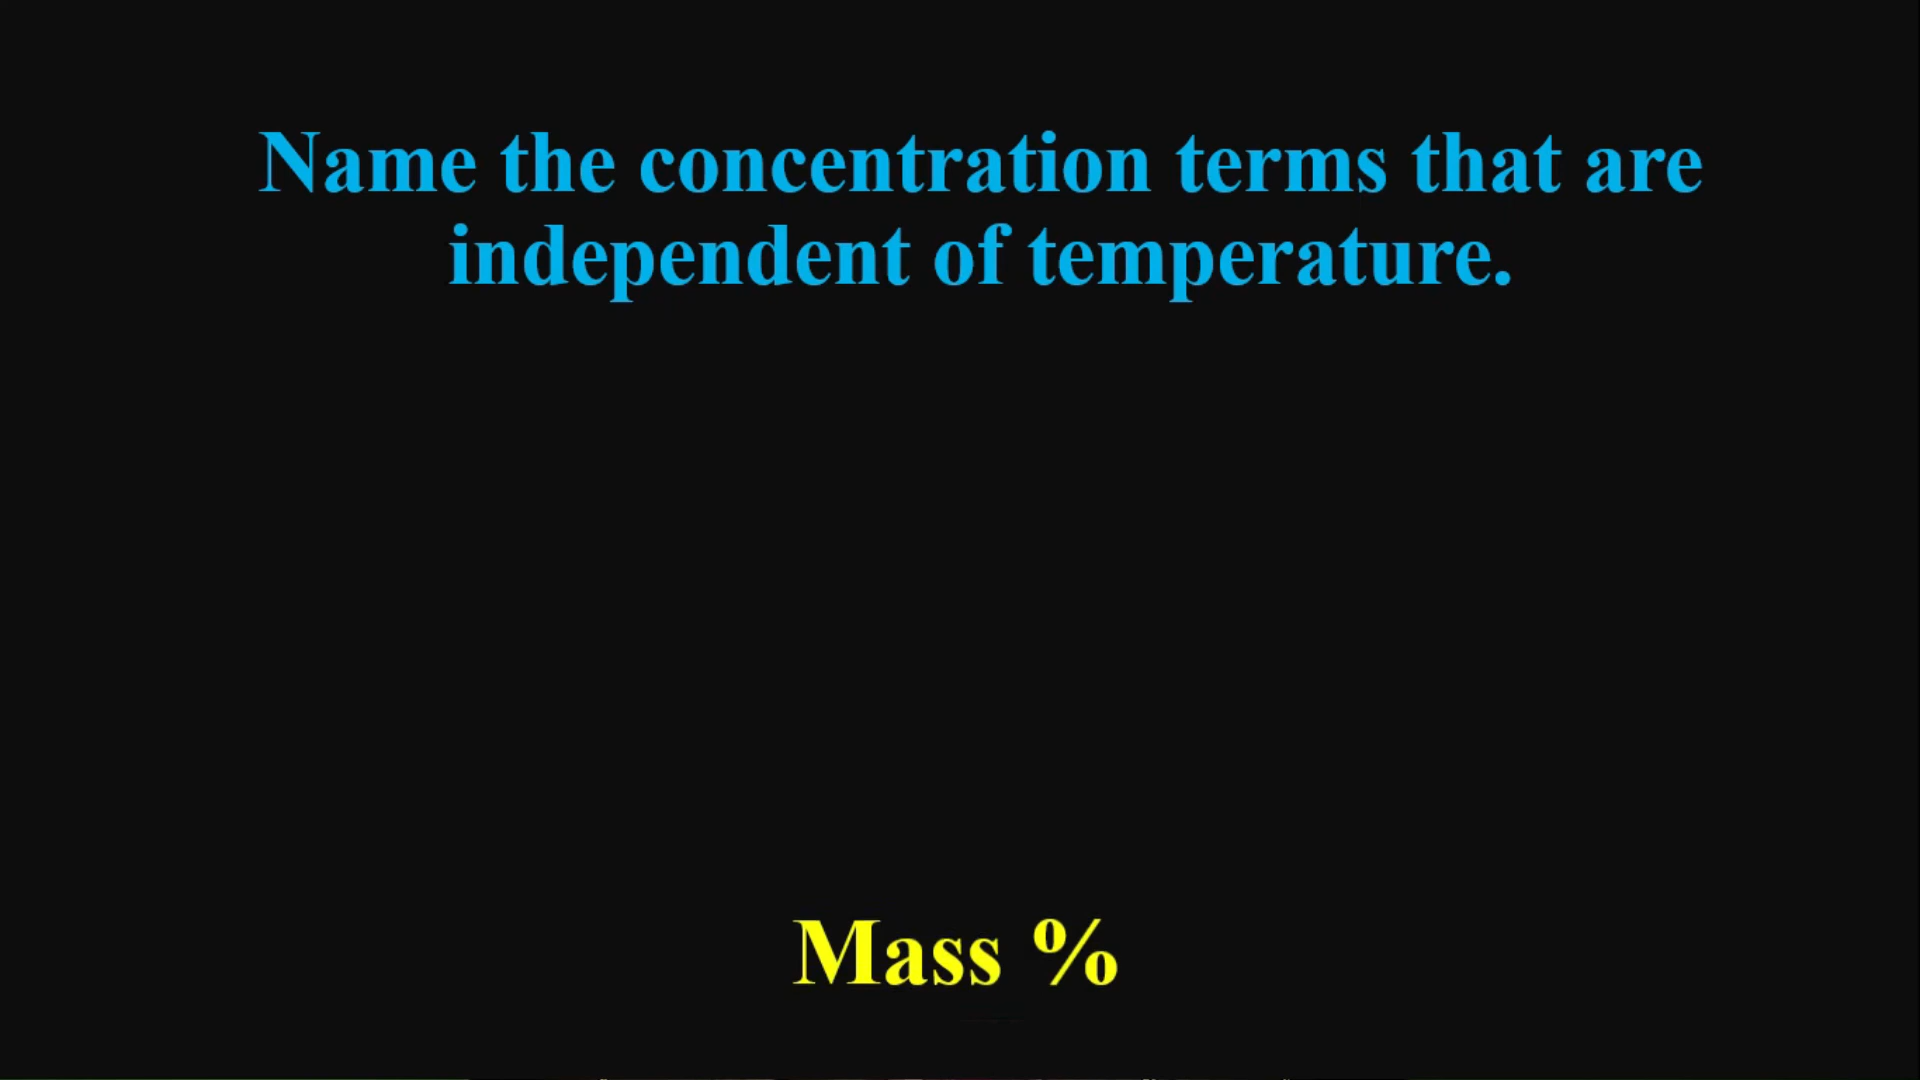 Name the concentration terms that are
independent of temperature.
Mass %